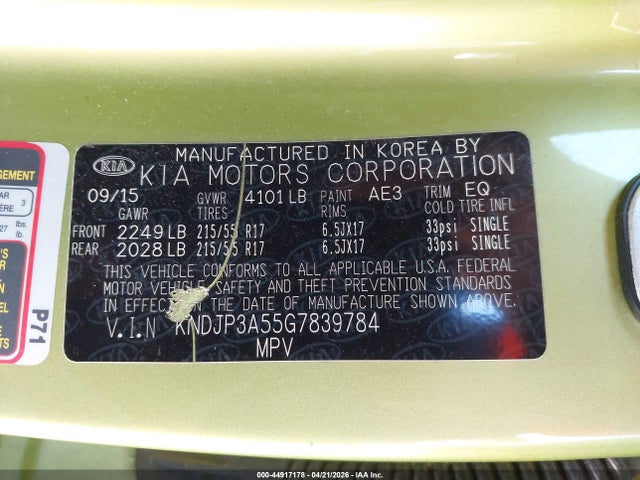 MANUFACTURED IN KOREA BY
KIA KIA MOTORS CORPORATION
09/15 GVWR 4101 LB PAINT AE3 TRIM EQ
GAWR TIRES RIMS COLD TIRE INFL
FRONT 2249 LB 215/55 R17 6.5JX17 33psi SINGLE
REAR 2028 LB 215/55 R17 6.5JX17 33psi SINGLE
THIS VEHICLE CONFORMS TO ALL APPLICABLE U.S.A. FEDERAL
MOTOR VEHICLE SAFETY AND THEFT PREVENTION STANDARDS
IN EFFECT ON THE DATE OF MANUFACTURE SHOWN ABOVE.
V.I.N KNDJP3A55G7839784
MPV
P71
000-44917178 - 04/21/2026 - IAA Inc.